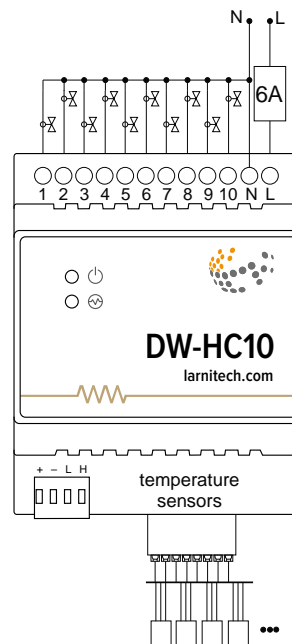 N L
6A
1 2 3 4 5 6 7 8 9 10 N L
DW-HC10
larnitech.com
+ – L H
temperature
sensors